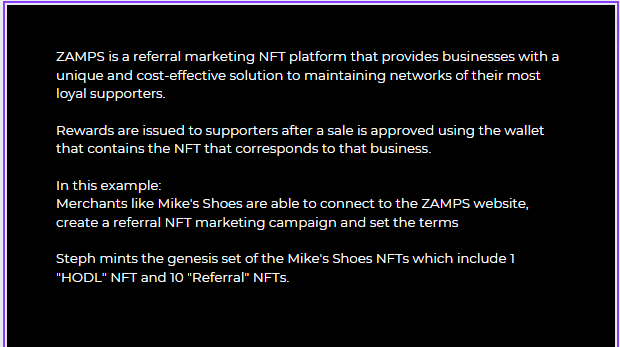 ZAMPS is a referral marketing NFT platform that provides businesses with a
unique and cost-effective solution to maintaining networks of their most
loyal supporters.
Rewards are issued to supporters after a sale is approved using the wallet
that contains the NFT that corresponds to that business.
In this example:
Merchants like Mike's Shoes are able to connect to the ZAMPS website,
create a referral NFT marketing campaign and set the terms
Steph mints the genesis set of the Mike's Shoes NFTs which include 1
"HODL" NFT and 10 "Referral" NFTs.